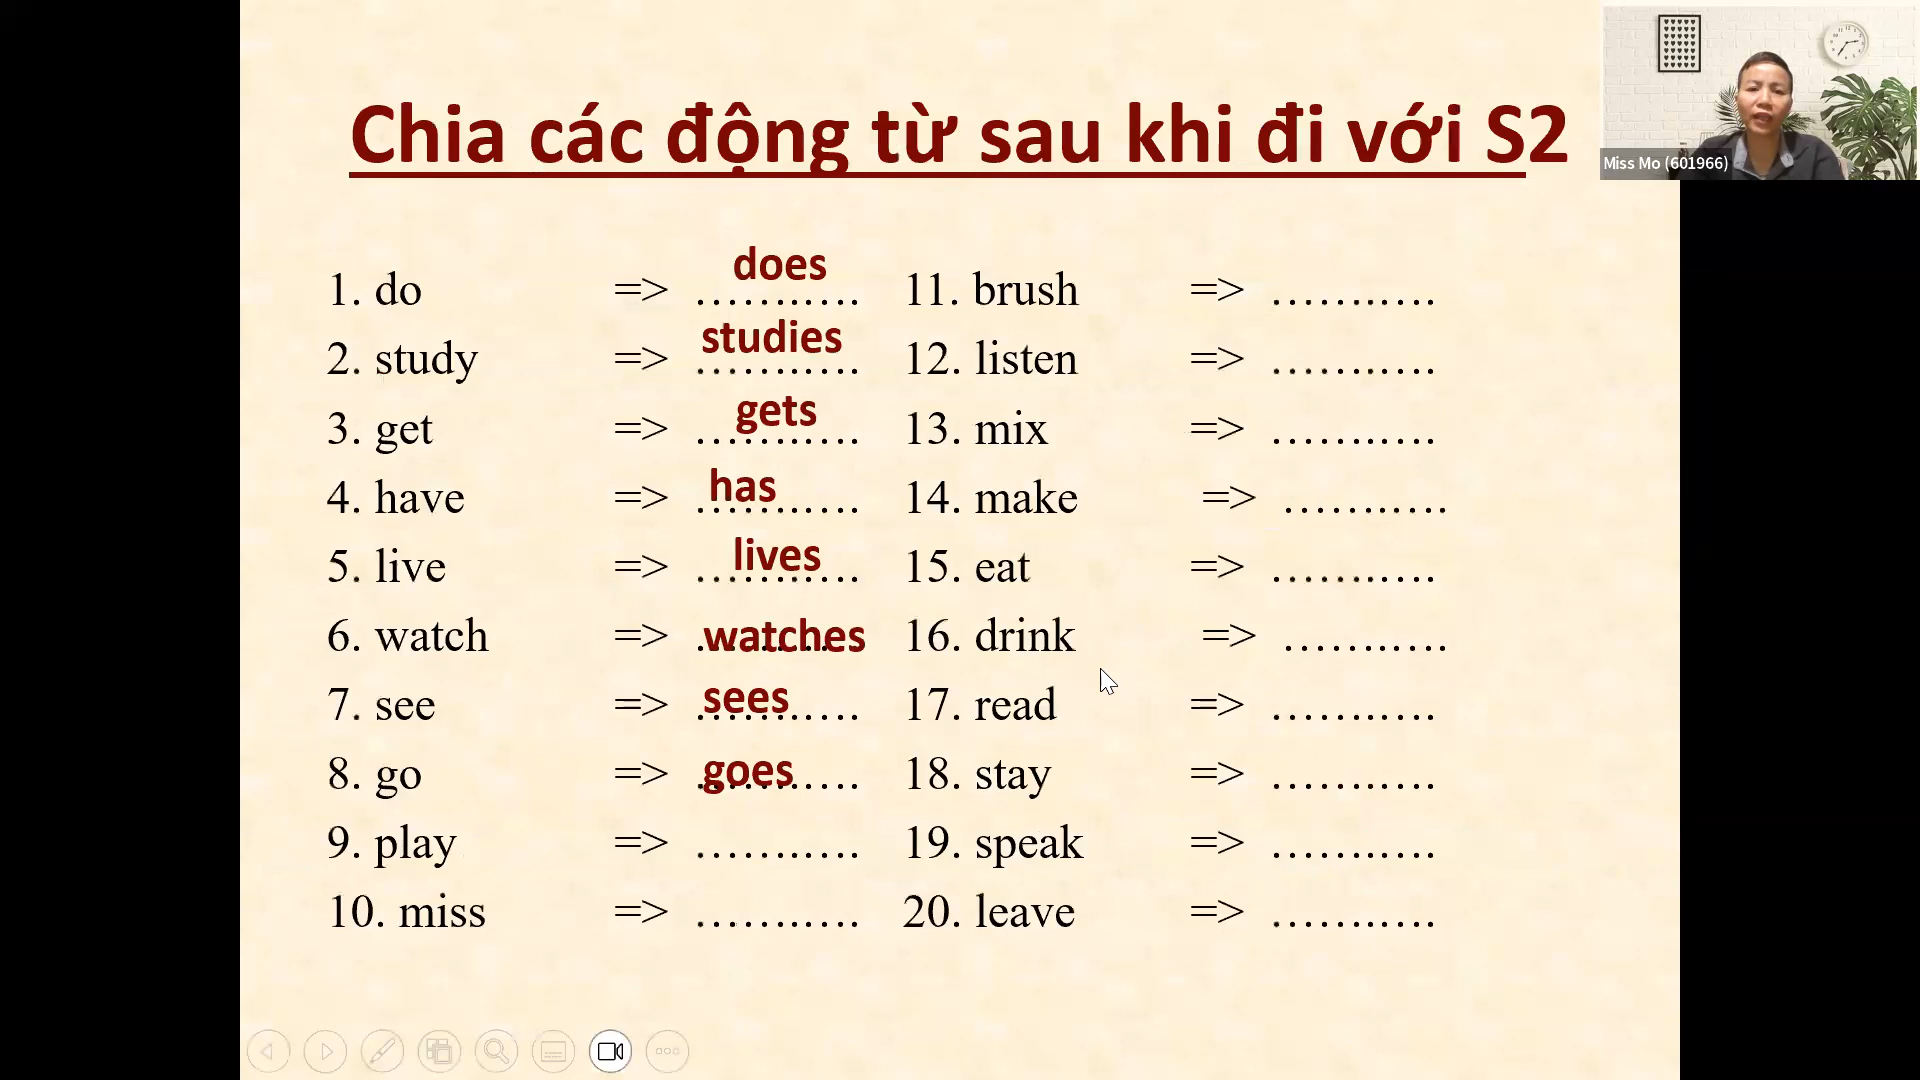 Chia các động từ sau khi đi với S2
Miss Mo (601966)
1. do => ........... does
2. study => ........... studies
3. get => ........... gets
4. have => ........... has
5. live => ........... lives
6. watch => ........... watches
7. see => ........... sees
8. go => ........... goes
9. play => ...........
10. miss => ...........
11. brush => ...........
12. listen => ...........
13. mix => ...........
14. make => ...........
15. eat => ...........
16. drink => ...........
17. read => ...........
18. stay => ...........
19. speak => ...........
20. leave => ...........